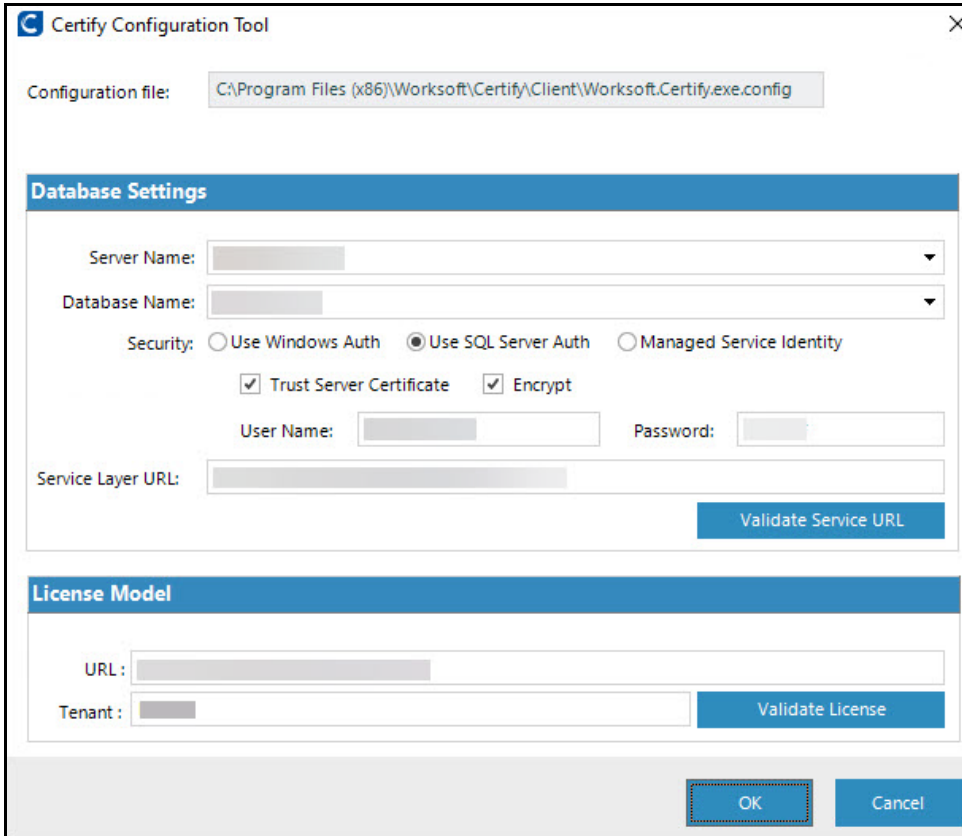 Certify Configuration Tool
Configuration file: C:\Program Files (x86)\Worksoft\Certify\Client\Worksoft.Certify.exe.config
Database Settings
Server Name:
Database Name:
Security: Use Windows Auth Use SQL Server Auth Managed Service Identity
Trust Server Certificate Encrypt
User Name: Password:
Service Layer URL:
Validate Service URL
License Model
URL :
Tenant : Validate License
OK Cancel